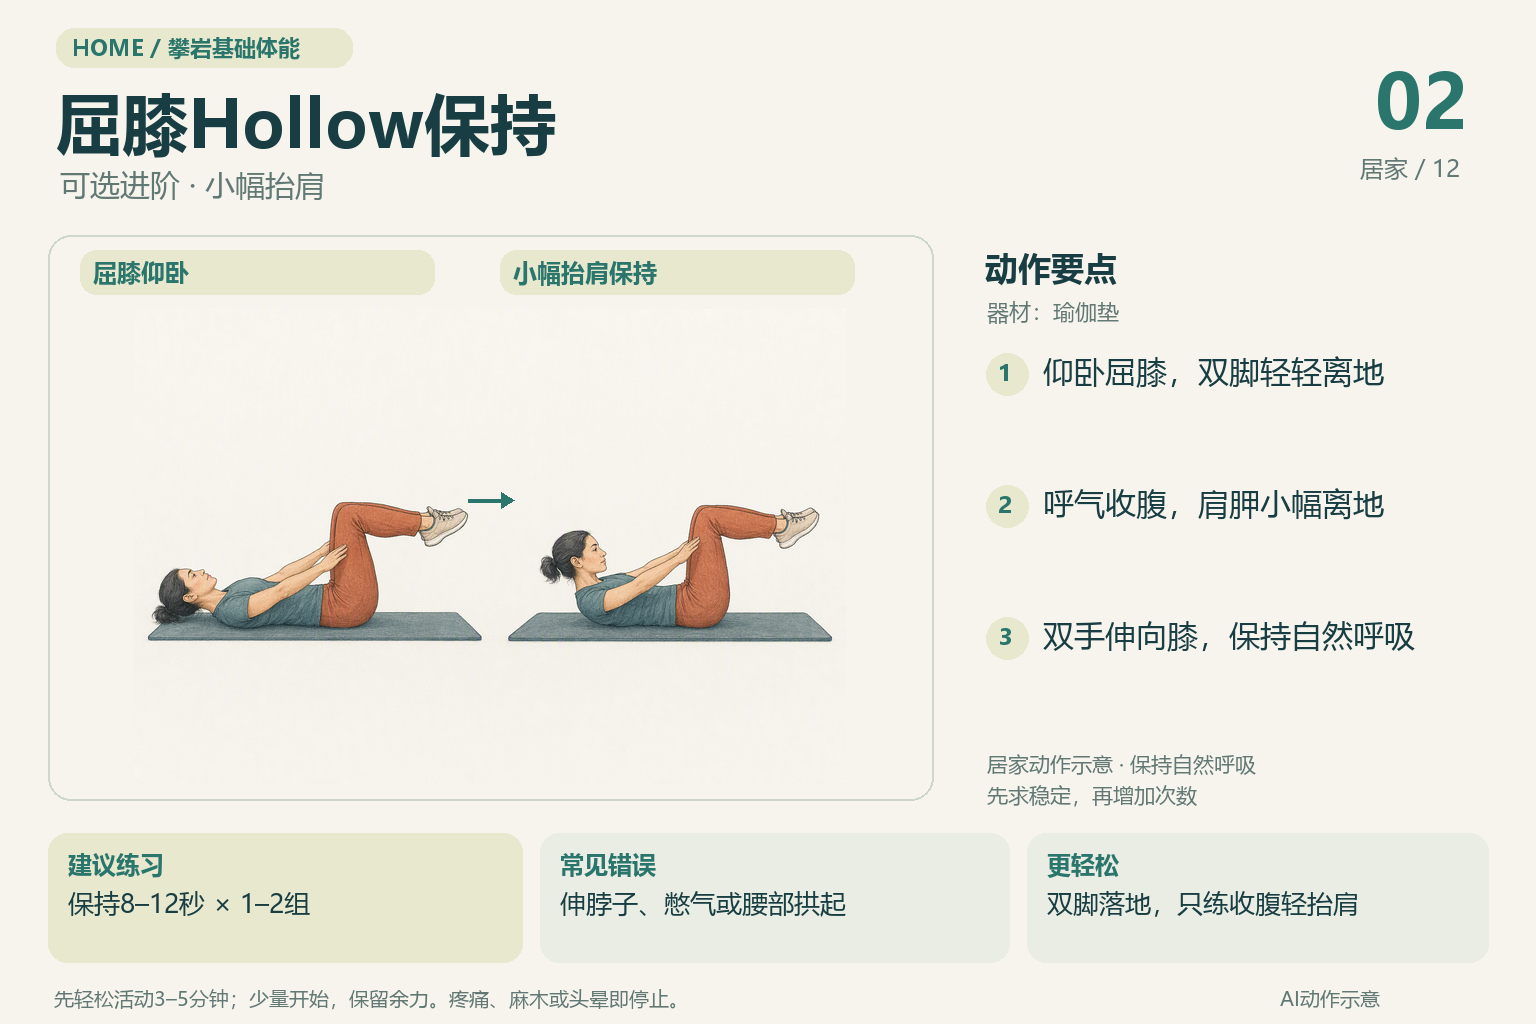 HOME / 攀岩基础体能
屈膝Hollow保持
可选进阶 · 小幅抬肩
02
居家 / 12
屈膝仰卧
小幅抬肩保持
动作要点
器材：瑜伽垫
1 仰卧屈膝，双脚轻轻离地
2 呼气收腹，肩胛小幅离地
3 双手伸向膝，保持自然呼吸
居家动作示意 · 保持自然呼吸
先求稳定，再增加次数
建议练习
保持8–12秒 × 1–2组
常见错误
伸脖子、憋气或腰部拱起
更轻松
双脚落地，只练收腹轻抬肩
先轻松活动3–5分钟；少量开始，保留余力。疼痛、麻木或头晕即停止。
AI动作示意